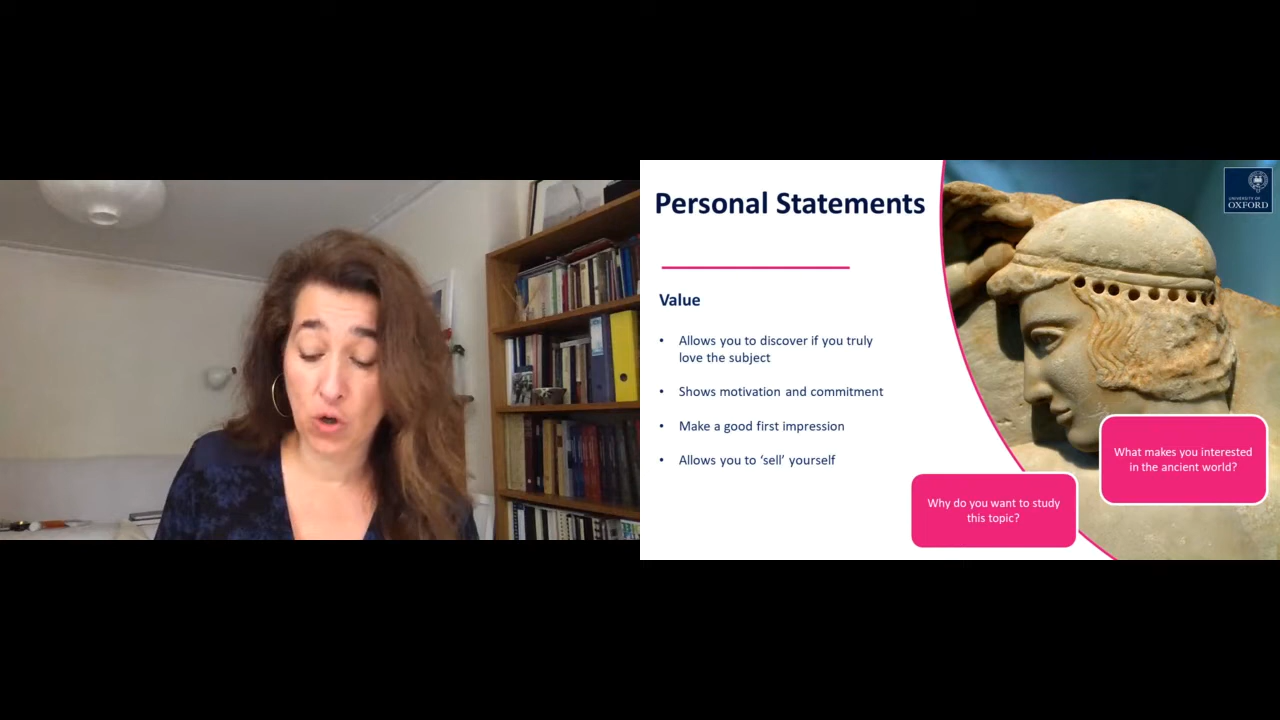 Personal Statements
UNIVERSITY OF
OXFORD
Value
• Allows you to discover if you truly
love the subject
• Shows motivation and commitment
• Make a good first impression
• Allows you to ‘sell’ yourself
What makes you interested
in the ancient world?
Why do you want to study
this topic?